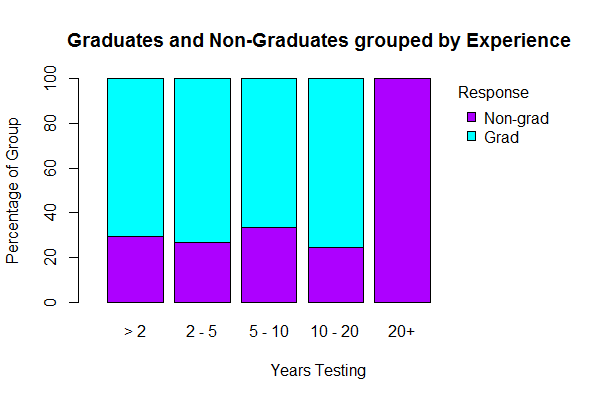 Graduates and Non-Graduates grouped by Experience
Percentage of Group
100
80
60
40
20
0
> 2
2 - 5
5 - 10
10 - 20
20+
Years Testing
Response
Non-grad
Grad